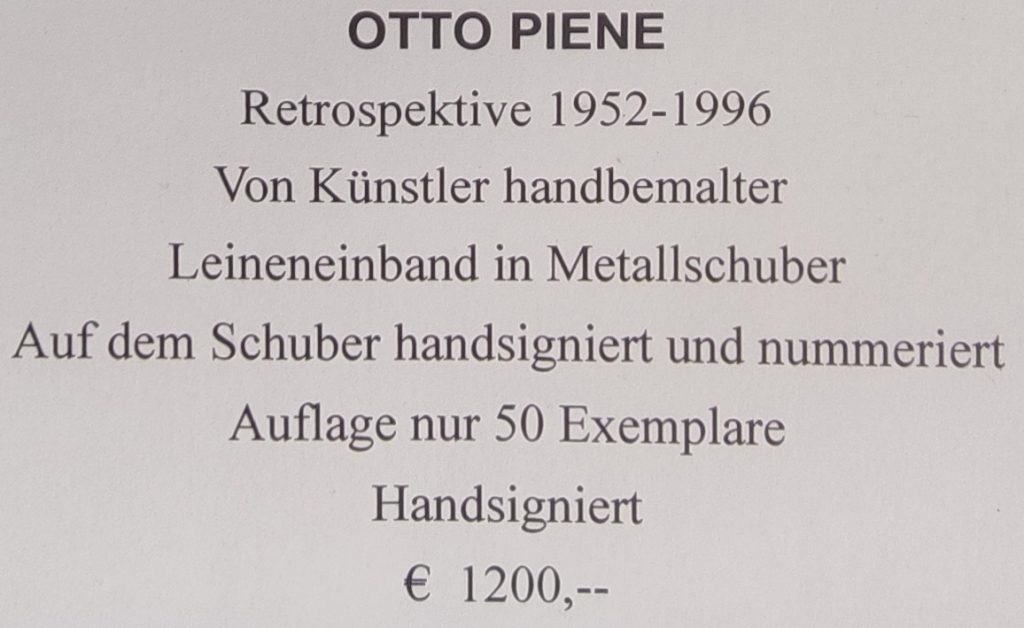 OTTO PIENE
Retrospektive 1952-1996
Von Künstler handbemalter
Leineneinband in Metallschuber
Auf dem Schuber handsigniert und nummeriert
Auflage nur 50 Exemplare
Handsigniert
€ 1200,--